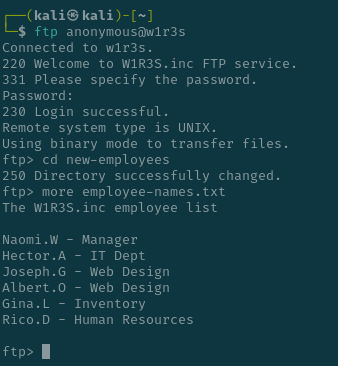 ┌──(kali㉿kali)-[~]
└─$ ftp anonymous@w1r3s
Connected to w1r3s.
220 Welcome to W1R3S.inc FTP service.
331 Please specify the password.
Password:
230 Login successful.
Remote system type is UNIX.
Using binary mode to transfer files.
ftp> cd new-employees
250 Directory successfully changed.
ftp> more employee-names.txt
The W1R3S.inc employee list

Naomi.W - Manager
Hector.A - IT Dept
Joseph.G - Web Design
Albert.O - Web Design
Gina.L - Inventory
Rico.D - Human Resources

ftp>